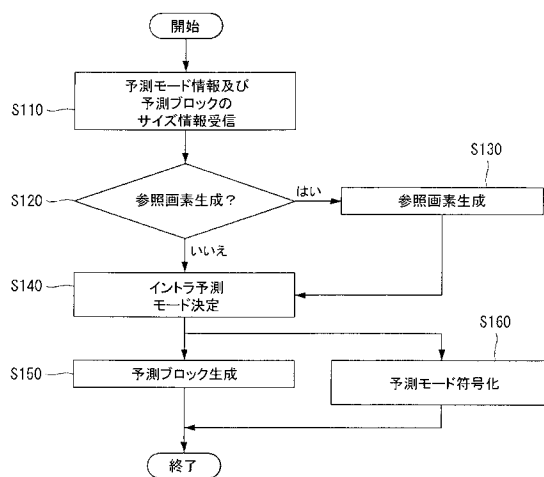 開始
S110
予測モード情報及び
予測ブロックの
サイズ情報受信
S120
参照画素生成？
はい
S130
参照画素生成
いいえ
S140
イントラ予測
モード決定
S150
予測ブロック生成
S160
予測モード符号化
終了